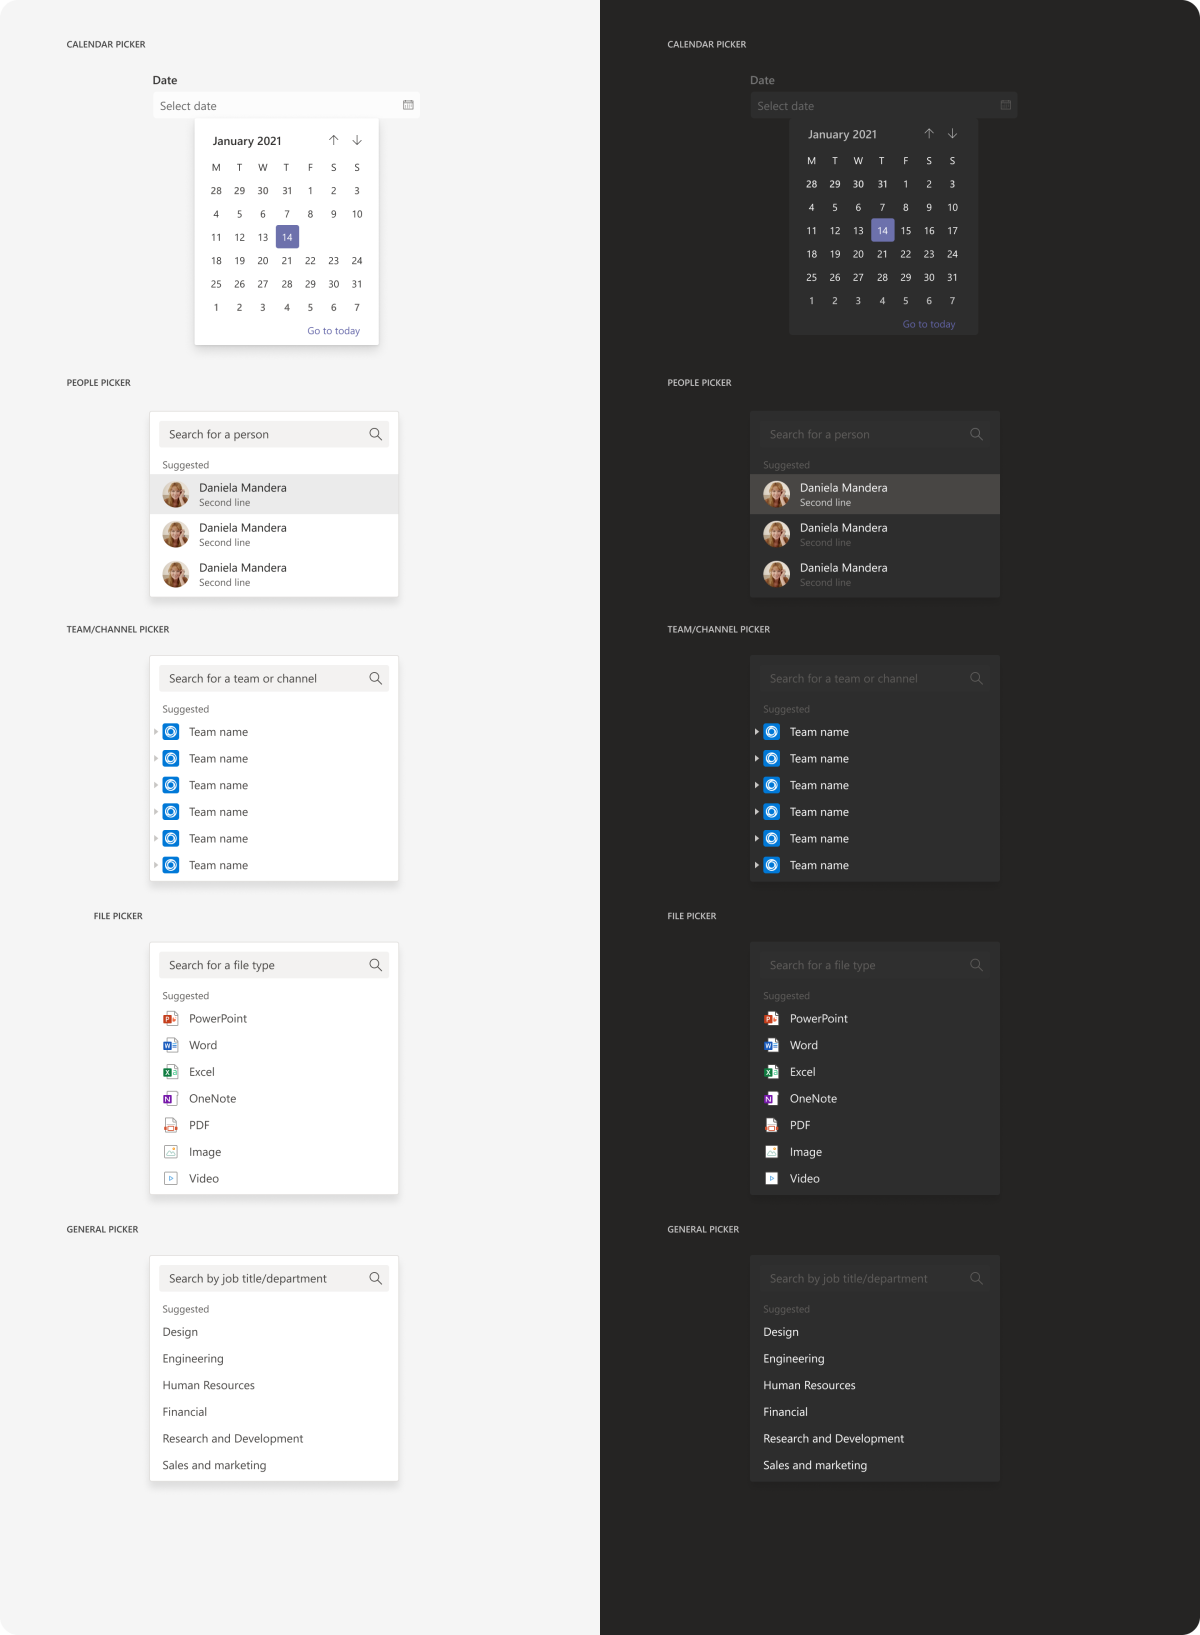 CALENDAR PICKER
Date
Select date
January 2021
M T W T F S S
28 29 30 31 1 2 3
4 5 6 7 8 9 10
11 12 13 14
18 19 20 21 22 23 24
25 26 27 28 29 30 31
1 2 3 4 5 6 7
Go to today
PEOPLE PICKER
Search for a person
Suggested
Daniela Mandera
Second line
Daniela Mandera
Second line
Daniela Mandera
Second line
TEAM/CHANNEL PICKER
Search for a team or channel
Suggested
Team name
Team name
Team name
Team name
Team name
Team name
FILE PICKER
Search for a file type
Suggested
PowerPoint
Word
Excel
OneNote
PDF
Image
Video
GENERAL PICKER
Search by job title/department
Suggested
Design
Engineering
Human Resources
Financial
Research and Development
Sales and marketing
CALENDAR PICKER
Date
Select date
January 2021
M T W T F S S
28 29 30 31 1 2 3
4 5 6 7 8 9 10
11 12 13 14 15 16 17
18 19 20 21 22 23 24
25 26 27 28 29 30 31
1 2 3 4 5 6 7
Go to today
PEOPLE PICKER
Search for a person
Suggested
Daniela Mandera
Second line
Daniela Mandera
Second line
Daniela Mandera
Second line
TEAM/CHANNEL PICKER
Search for a team or channel
Suggested
Team name
Team name
Team name
Team name
Team name
Team name
FILE PICKER
Search for a file type
Suggested
PowerPoint
Word
Excel
OneNote
PDF
Image
Video
GENERAL PICKER
Search by job title/department
Suggested
Design
Engineering
Human Resources
Financial
Research and Development
Sales and marketing